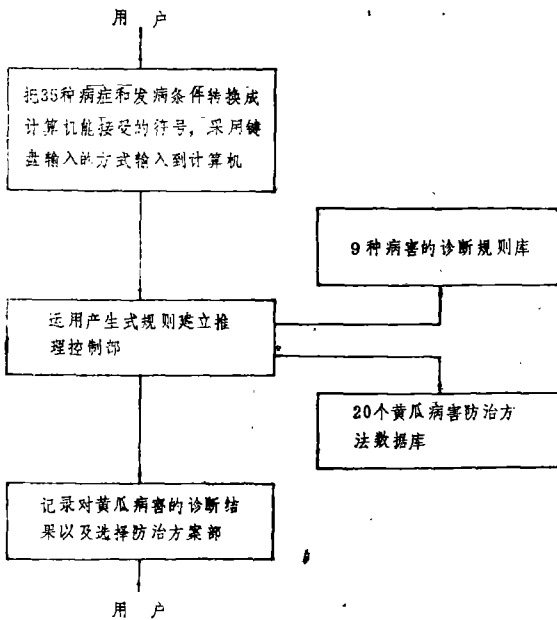 用 户
把35种病症和发病条件转换成
计算机能接受的符号，采用键
盘输入的方式输入到计算机
9种病害的诊断规则库
运用产生式规则建立推
理控制部
20个黄瓜病害防治方
法数据库
记录对黄瓜病害的诊断结
果以及选择防治方案部
用 户